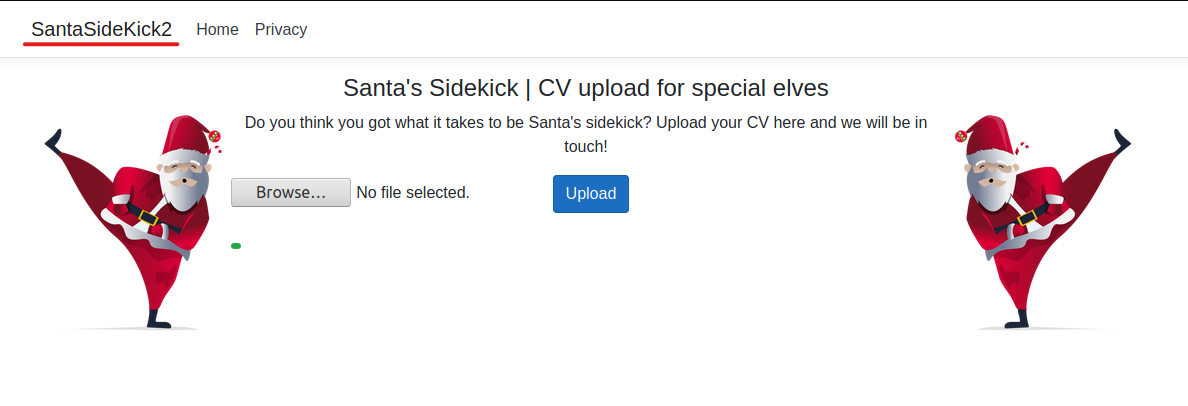 SantaSideKick2 Home Privacy
Santa's Sidekick | CV upload for special elves
Do you think you got what it takes to be Santa's sidekick? Upload your CV here and we will be in
touch!
Browse... No file selected. Upload